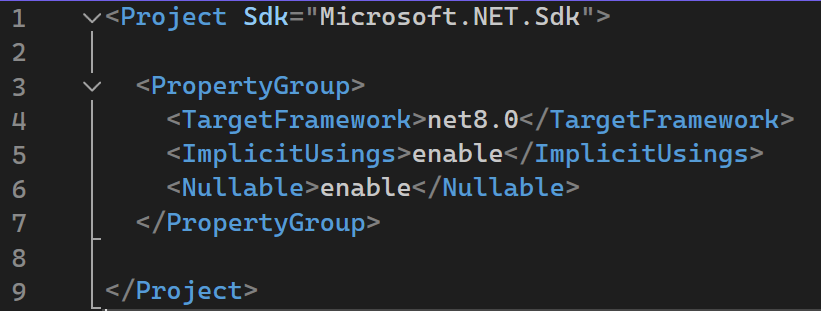 1 <Project Sdk="Microsoft.NET.Sdk">
2
3 <PropertyGroup>
4 <TargetFramework>net8.0</TargetFramework>
5 <ImplicitUsings>enable</ImplicitUsings>
6 <Nullable>enable</Nullable>
7 </PropertyGroup>
8
9 </Project>